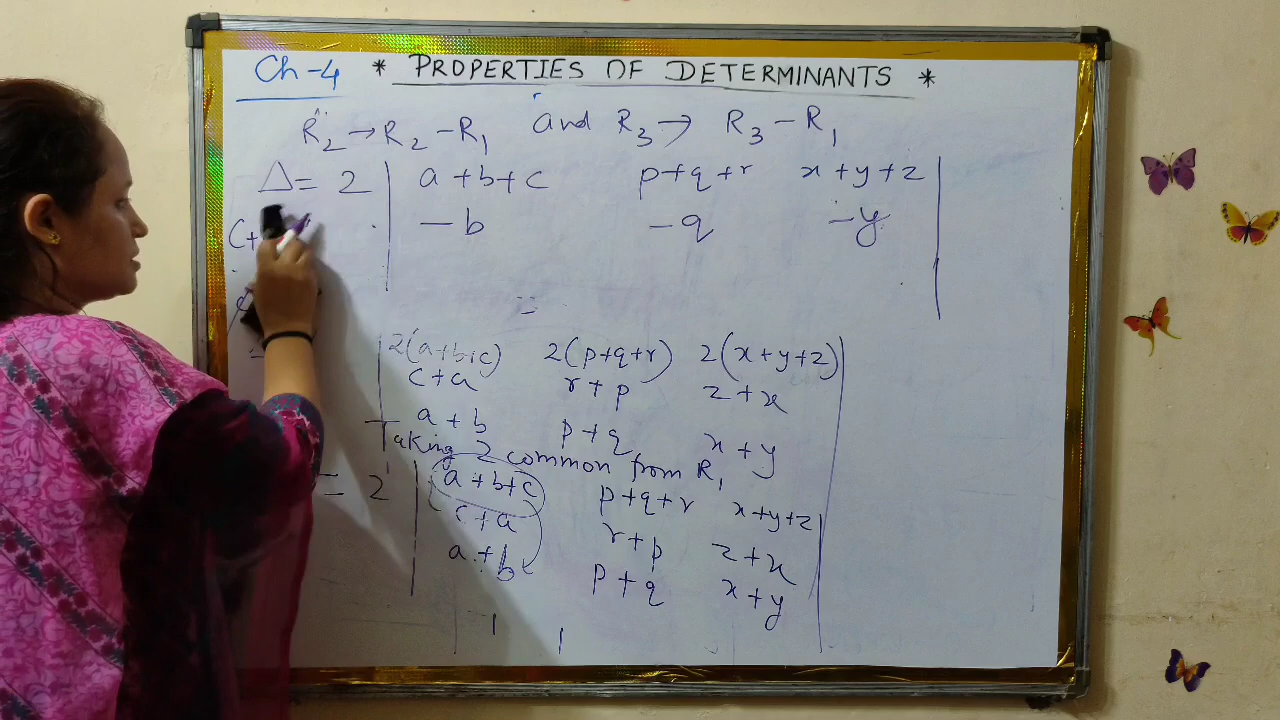 Ch-4 * PROPERTIES OF DETERMINANTS *
R₂→R₂-R₁ and R₃→ R₃-R₁
Δ= 2 | a+b+c p+q+r x+y+z |
-b -q -y
C+
=
2(a+b+c) 2(p+q+r) 2(x+y+z)
c+a r+p z+x
a+b p+q x+y
Taking 2 common from R₁
= 2 | a+b+c p+q+r x+y+z |
c+a r+p z+x
a+b p+q x+y